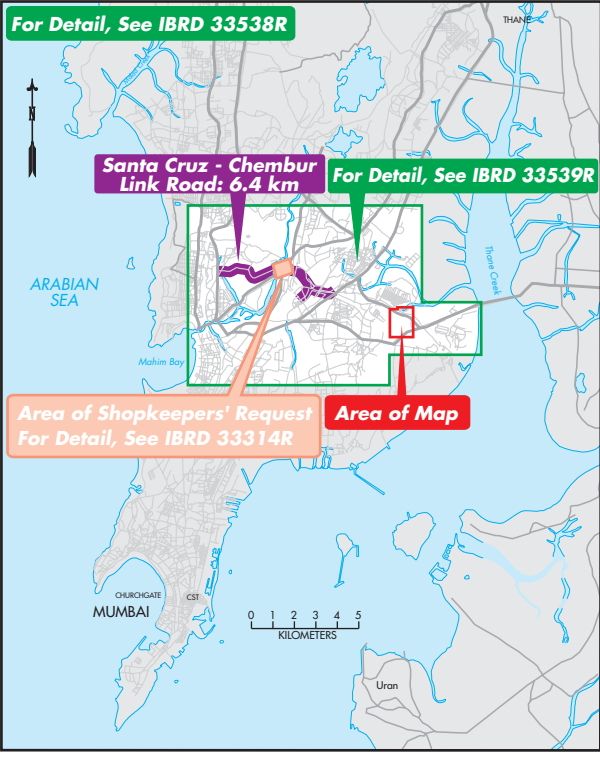 For Detail, See IBRD 33538R
THANE
N
Santa Cruz - Chembur
Link Road: 6.4 km
For Detail, See IBRD 33539R
ARABIAN
SEA
Thane Creek
Mahim Bay
Area of Shopkeepers' Request
For Detail, See IBRD 33314R
Area of Map
CHURCHGATE
CST
MUMBAI
0 1 2 3 4 5
KILOMETERS
Uran